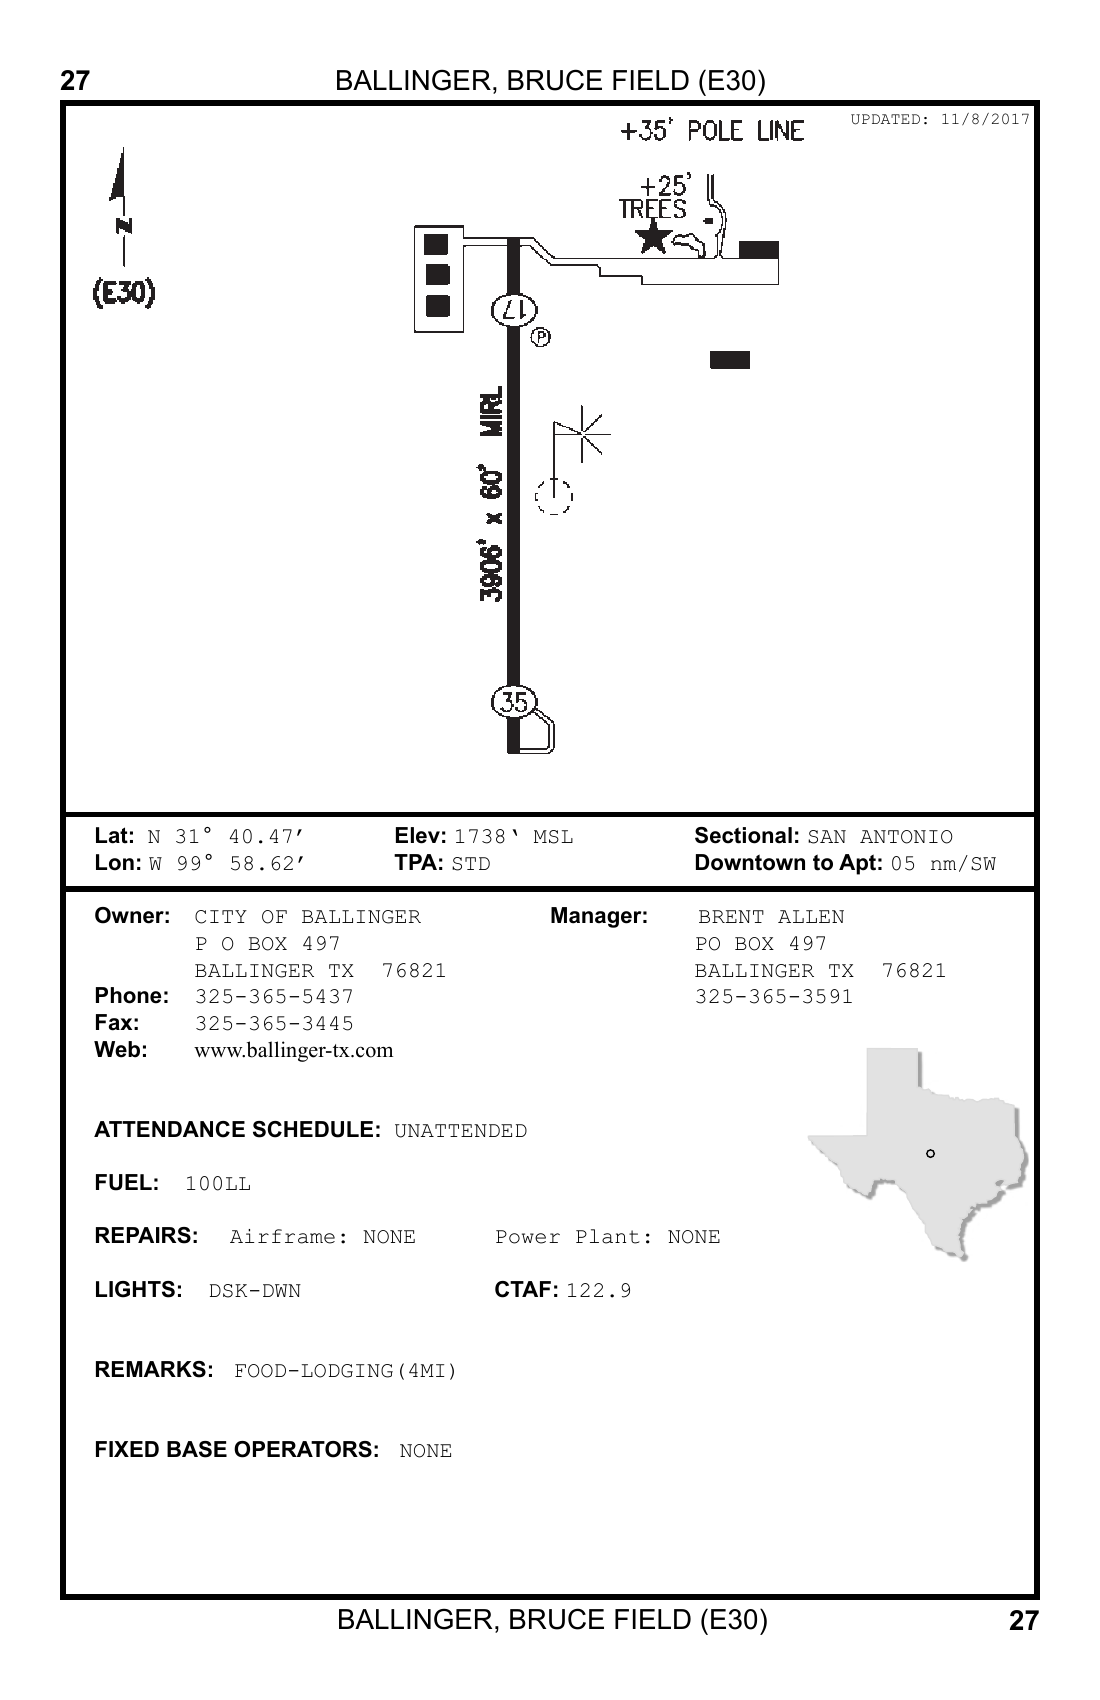 27 BALLINGER, BRUCE FIELD (E30)
UPDATED: 11/8/2017
+35' POLE LINE
+25'
TREES
N
(E30)
17
P
3906' x 60' MIRL
35
Lat: N 31° 40.47′ Elev: 1738‘ MSL Sectional: SAN ANTONIO
Lon: W 99° 58.62′ TPA: STD Downtown to Apt: 05 nm/SW
Owner: CITY OF BALLINGER Manager: BRENT ALLEN
P O BOX 497 PO BOX 497
BALLINGER TX 76821 BALLINGER TX 76821
Phone: 325-365-5437 325-365-3591
Fax: 325-365-3445
Web: www.ballinger-tx.com
ATTENDANCE SCHEDULE: UNATTENDED
FUEL: 100LL
REPAIRS: Airframe: NONE Power Plant: NONE
LIGHTS: DSK-DWN CTAF: 122.9
REMARKS: FOOD-LODGING(4MI)
FIXED BASE OPERATORS: NONE
BALLINGER, BRUCE FIELD (E30) 27